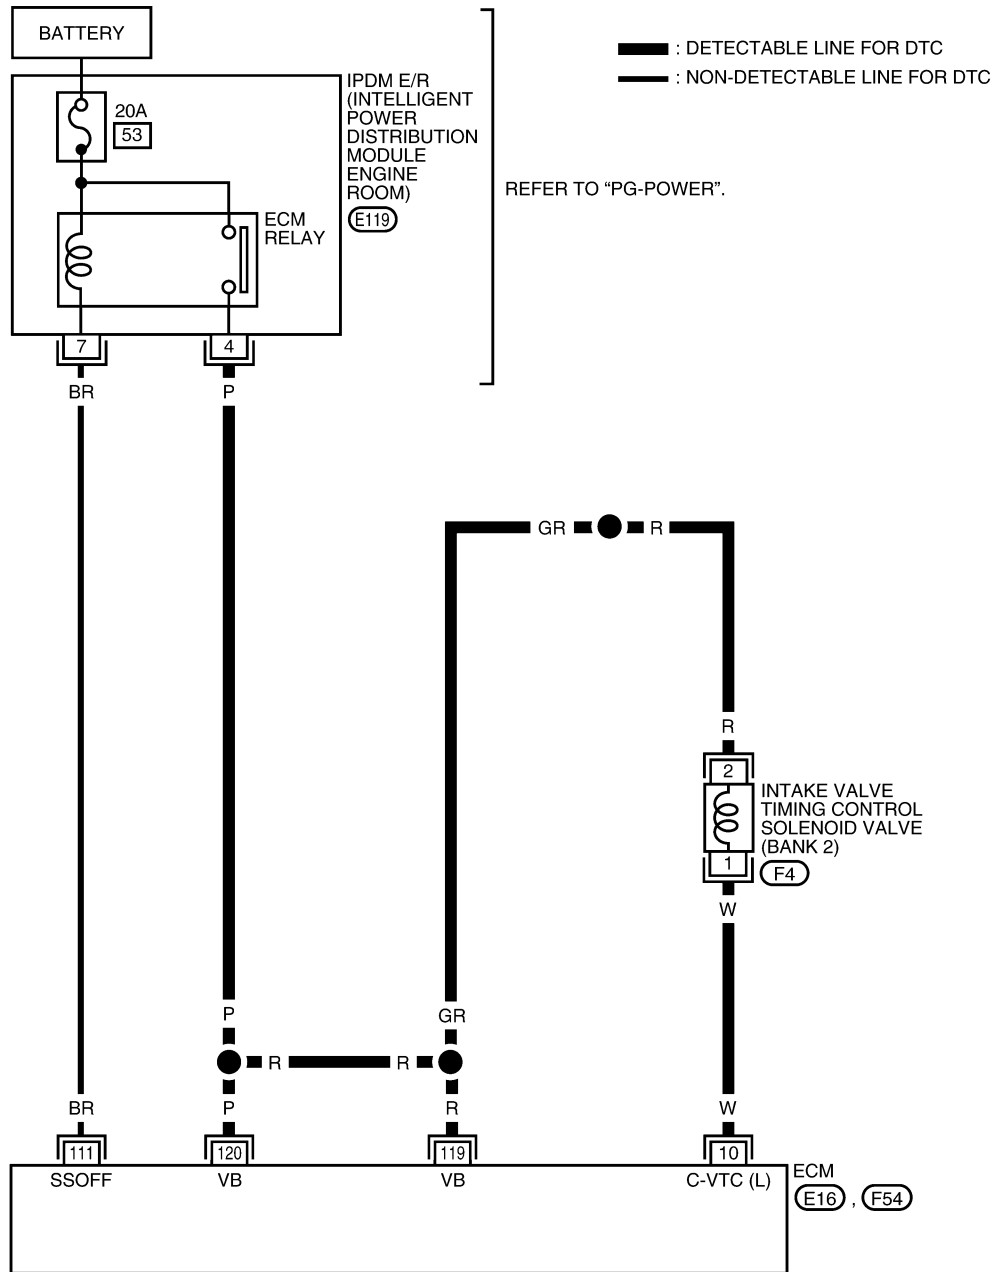 BATTERY
: DETECTABLE LINE FOR DTC
: NON-DETECTABLE LINE FOR DTC
IPDM E/R
(INTELLIGENT
POWER
DISTRIBUTION
MODULE
ENGINE
ROOM)
E119
20A
53
REFER TO “PG-POWER”.
ECM
RELAY
7
4
BR
P
GR
R
R
2
INTAKE VALVE
TIMING CONTROL
SOLENOID VALVE
(BANK 2)
1
F4
W
P
GR
R
R
BR
P
R
W
111
120
119
10
SSOFF
VB
VB
C-VTC (L)
ECM
E16 , F54